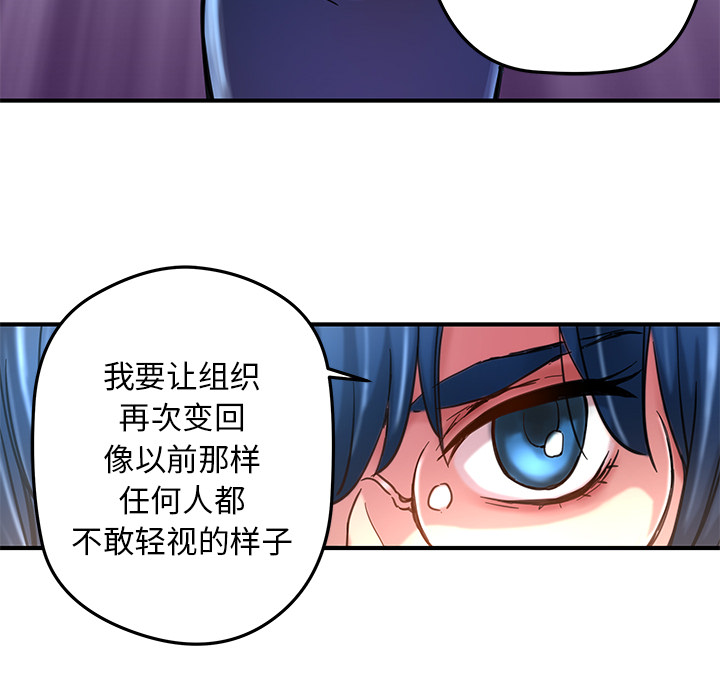 我要让组织
再次变回
像以前那样
任何人都
不敢轻视的样子